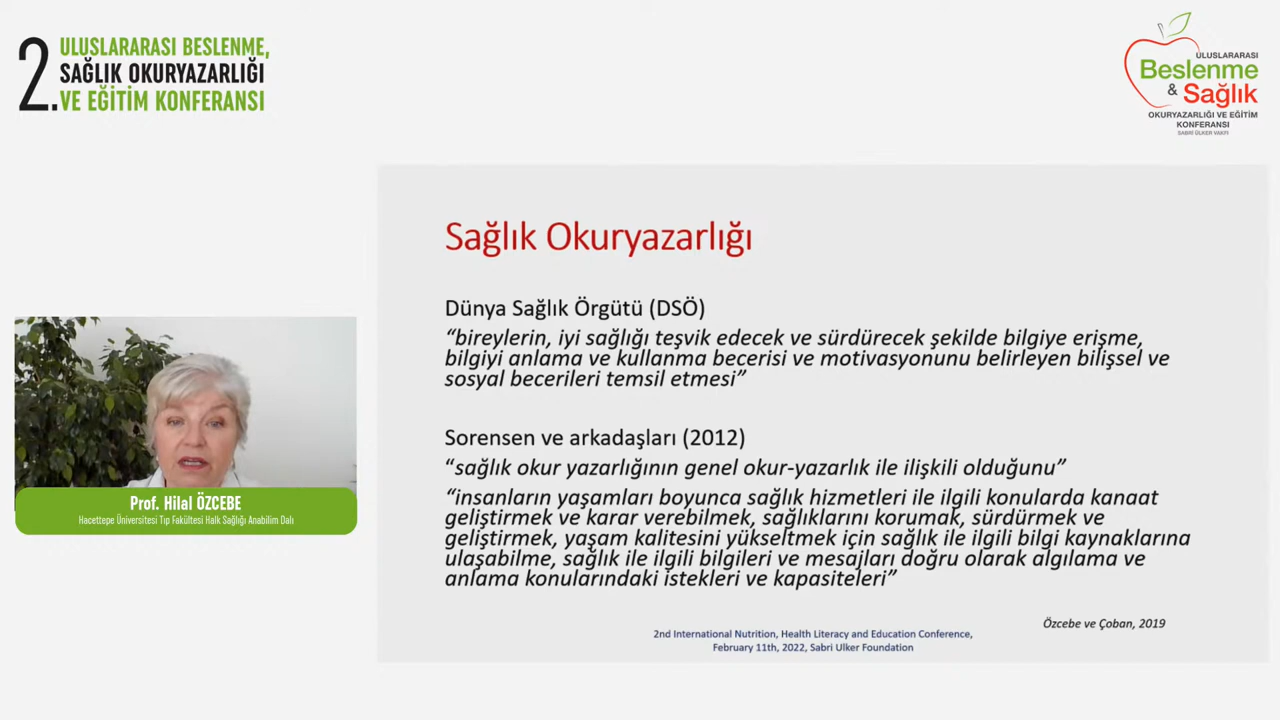 2.
ULUSLARARASI BESLENME,
SAĞLIK OKURYAZARLIĞI
VE EĞİTİM KONFERANSI
ULUSLARARASI
Beslenme
& Sağlık
OKURYAZARLIĞI VE EĞİTİM
KONFERANSI
SABRİ ÜLKER VAKFI
Sağlık Okuryazarlığı
Dünya Sağlık Örgütü (DSÖ)
“bireylerin, iyi sağlığı teşvik edecek ve sürdürecek şekilde bilgiye erişme,
bilgiyi anlama ve kullanma becerisi ve motivasyonunu belirleyen bilişsel ve
sosyal becerileri temsil etmesi”
Sorensen ve arkadaşları (2012)
“sağlık okur yazarlığının genel okur-yazarlık ile ilişkili olduğunu”
“insanların yaşamları boyunca sağlık hizmetleri ile ilgili konularda kanaat
geliştirmek ve karar verebilmek, sağlıklarını korumak, sürdürmek ve
geliştirmek, yaşam kalitesini yükseltmek için sağlık ile ilgili bilgi kaynaklarına
ulaşabilme, sağlık ile ilgili bilgileri ve mesajları doğru olarak algılama ve
anlama konularındaki istekleri ve kapasiteleri”
Özcebe ve Çoban, 2019
2nd International Nutrition, Health Literacy and Education Conference,
February 11th, 2022, Sabri Ulker Foundation
Prof. Hilal ÖZCEBE
Hacettepe Üniversitesi Tıp Fakültesi Halk Sağlığı Anabilim Dalı